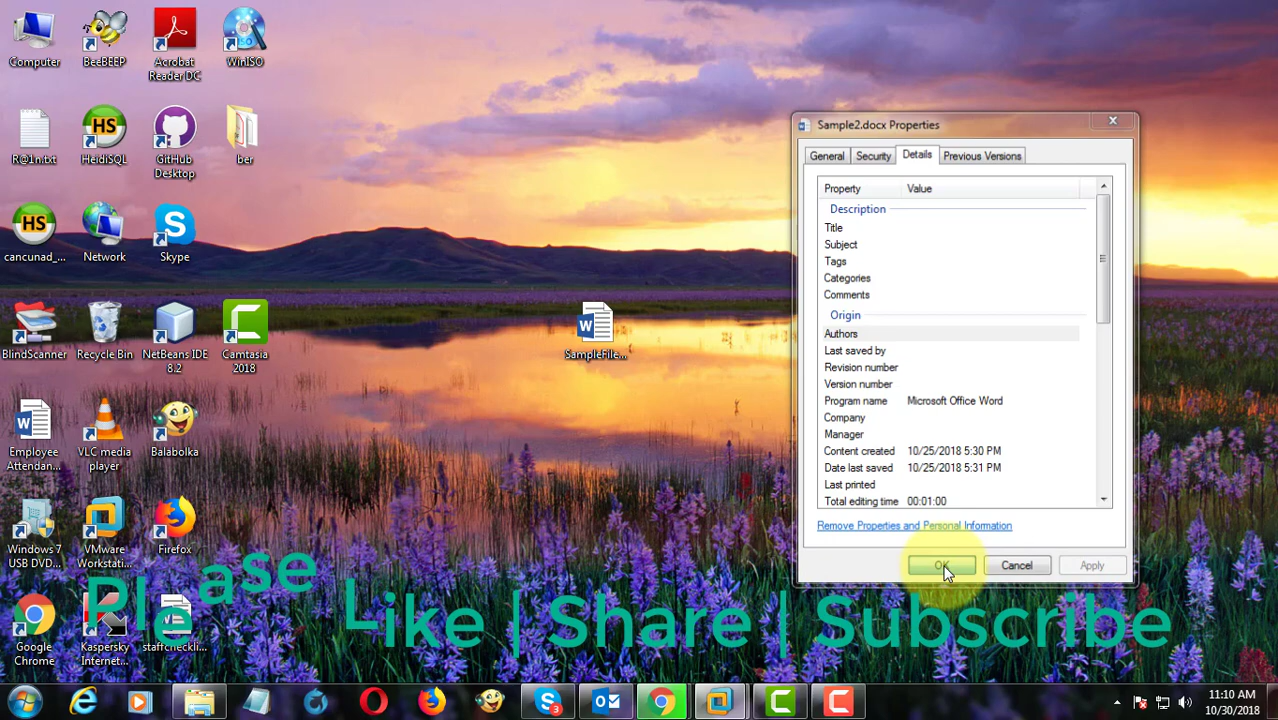 Computer
BeeBEEP
Acrobat
Reader DC
WinISO
R@1n.txt
HS
HeidiSQL
GitHub
Desktop
ber
HS
cancunad_...
Network
S
Skype
BlindScanner
Recycle Bin
NetBeans IDE
8.2
C
Camtasia
2018
W
SampleFile...
W
Employee
Attendan...
VLC media
player
Balabolka
Windows 7
USB DVD...
VMware
Workstati...
Firefox
Google
Chrome
Kaspersky
Internet...
staffcheckli...
Sample2.docx Properties
General
Security
Details
Previous Versions
Property Value
Description
Title
Subject
Tags
Categories
Comments
Origin
Authors
Last saved by
Revision number
Version number
Program name Microsoft Office Word
Company
Manager
Content created 10/25/2018 5:30 PM
Date last saved 10/25/2018 5:31 PM
Last printed
Total editing time 00:01:00
Remove Properties and Personal Information
OK
Cancel
Apply
Please Like | Share | Subscribe
S
3
C
C
11:10 AM
10/30/2018